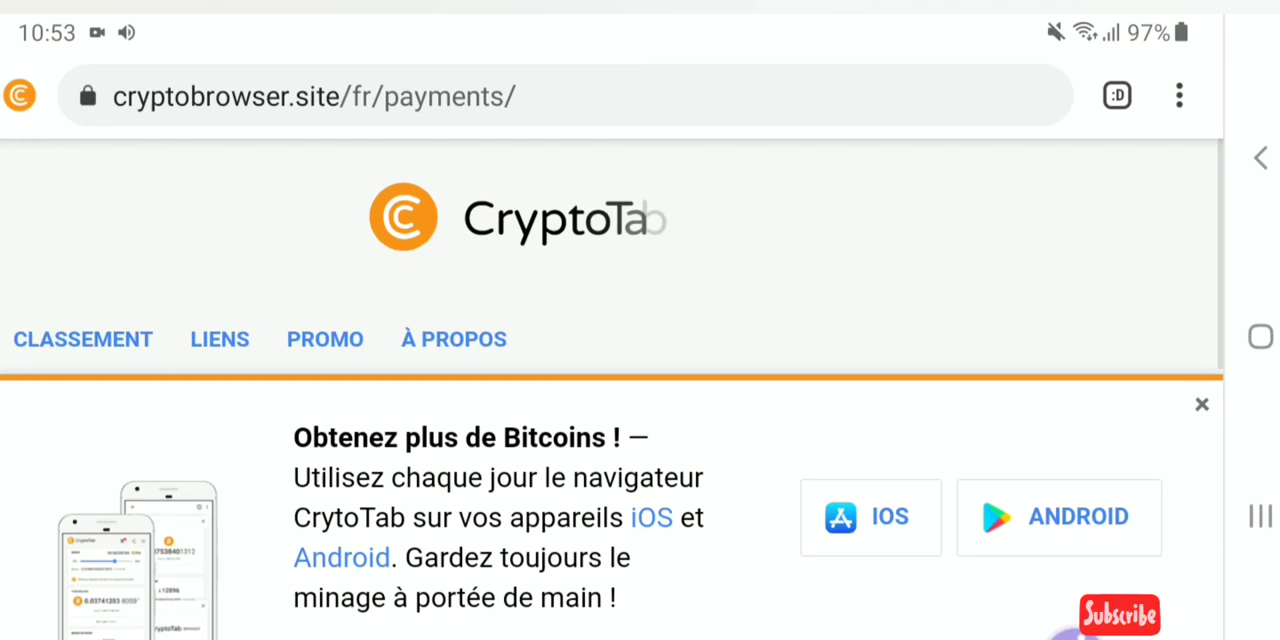 10:53
97%
cryptobrowser.site/fr/payments/
:D
CryptoTab
CLASSEMENT LIENS PROMO À PROPOS
Obtenez plus de Bitcoins ! —
Utilisez chaque jour le navigateur
CrytoTab sur vos appareils iOS et
Android. Gardez toujours le
minage à portée de main !
IOS
ANDROID
Subscribe